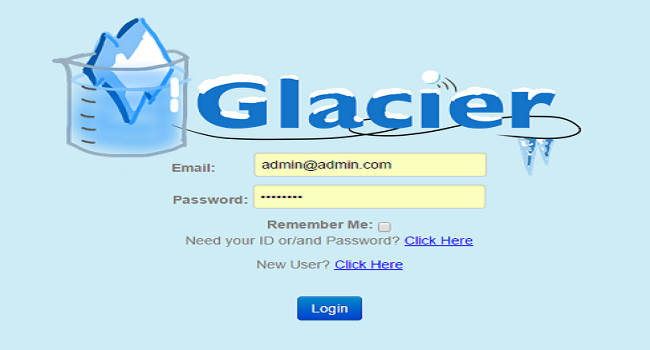 Glacier
Email: admin@admin.com
Password: ••••••••
Remember Me:
Need your ID or/and Password? Click Here
New User? Click Here
Login